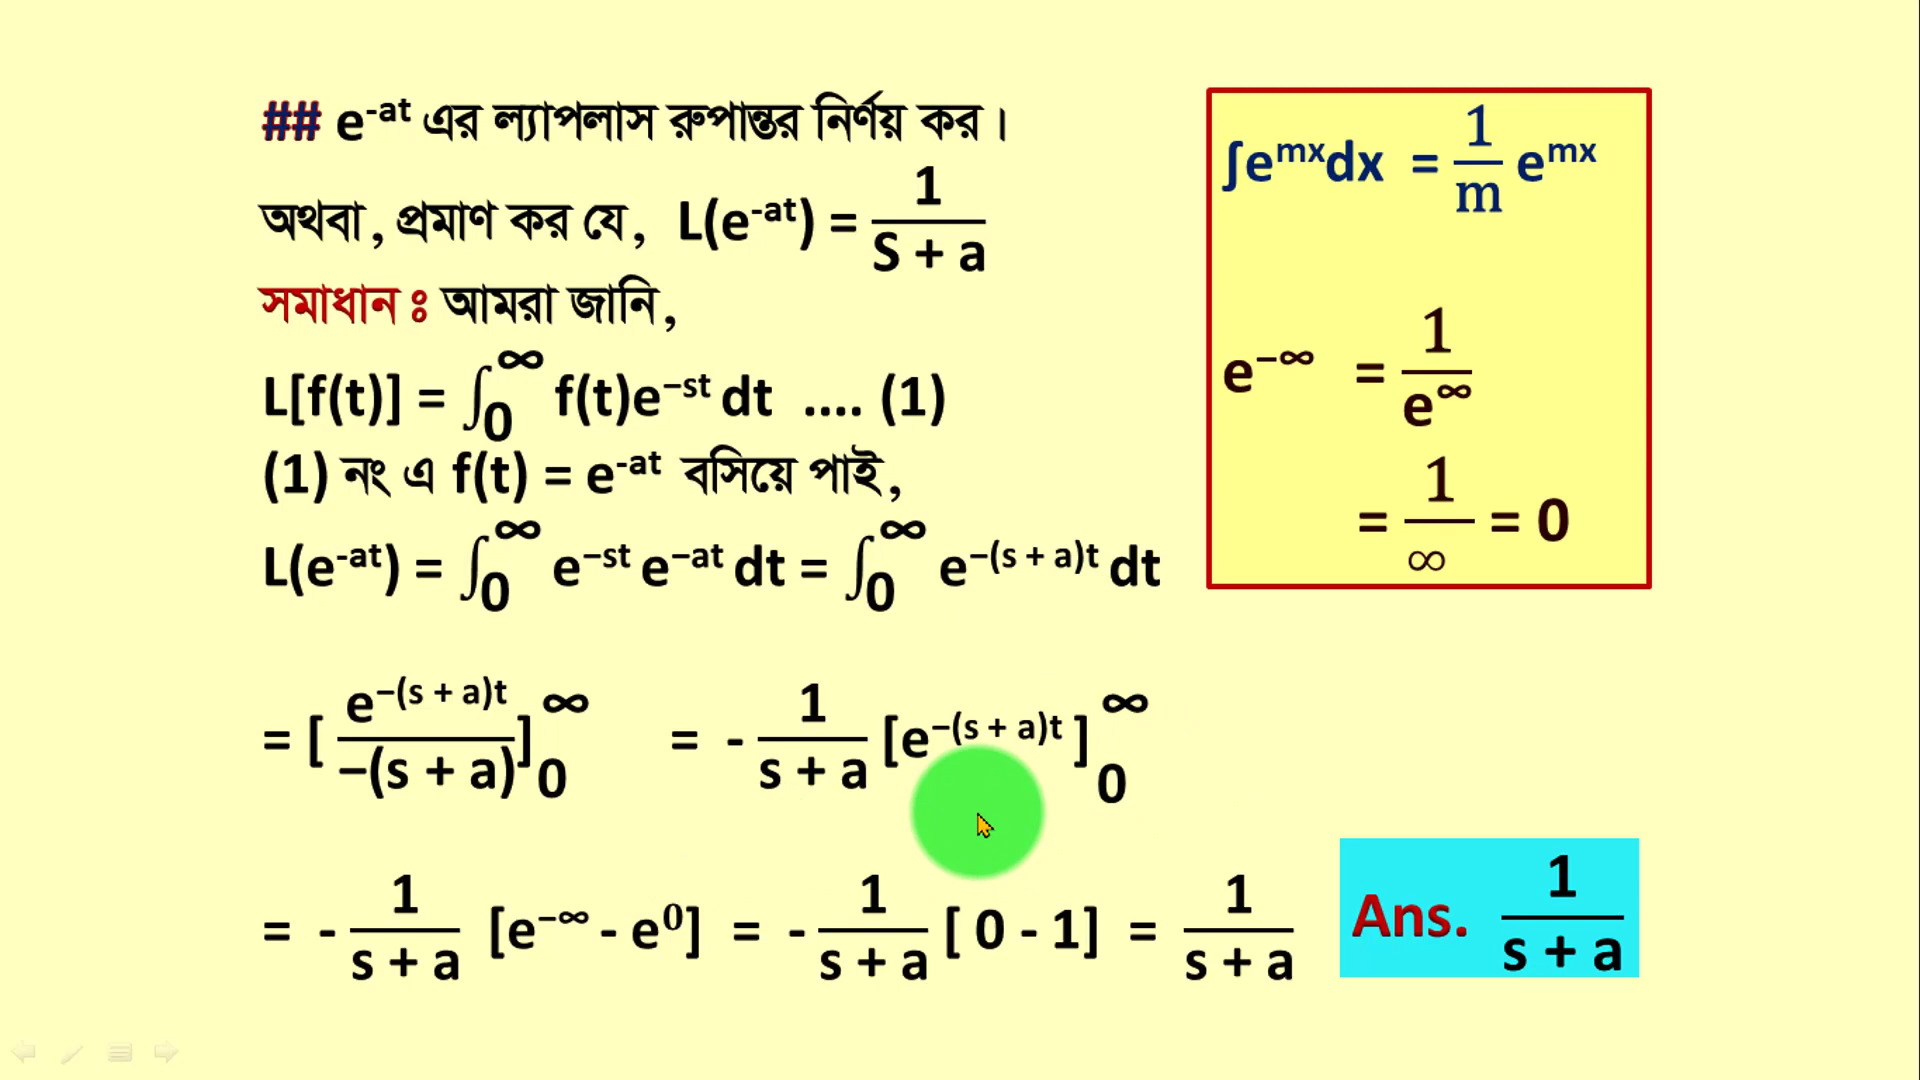 ## e^-at এর ল্যাপলাস রুপান্তর নির্ণয় কর।
অথবা, প্রমাণ কর যে, L(e^-at) = 1/(S + a)
সমাধান ঃ আমরা জানি,
L[f(t)] = ∫₀^∞ f(t)e^−st dt .... (1)
(1) নং এ f(t) = e^-at বসিয়ে পাই,
L(e^-at) = ∫₀^∞ e^−st e^−at dt = ∫₀^∞ e^−(s + a)t dt
= [ e^−(s + a)t / −(s + a) ]₀^∞ = - 1/(s + a) [e^−(s + a)t ]₀^∞
= - 1/(s + a) [e^−∞ - e^0] = - 1/(s + a) [ 0 - 1] = 1/(s + a)
∫e^mx dx = 1/m e^mx
e^−∞ = 1/e^∞
= 1/∞ = 0
Ans. 1/(s + a)